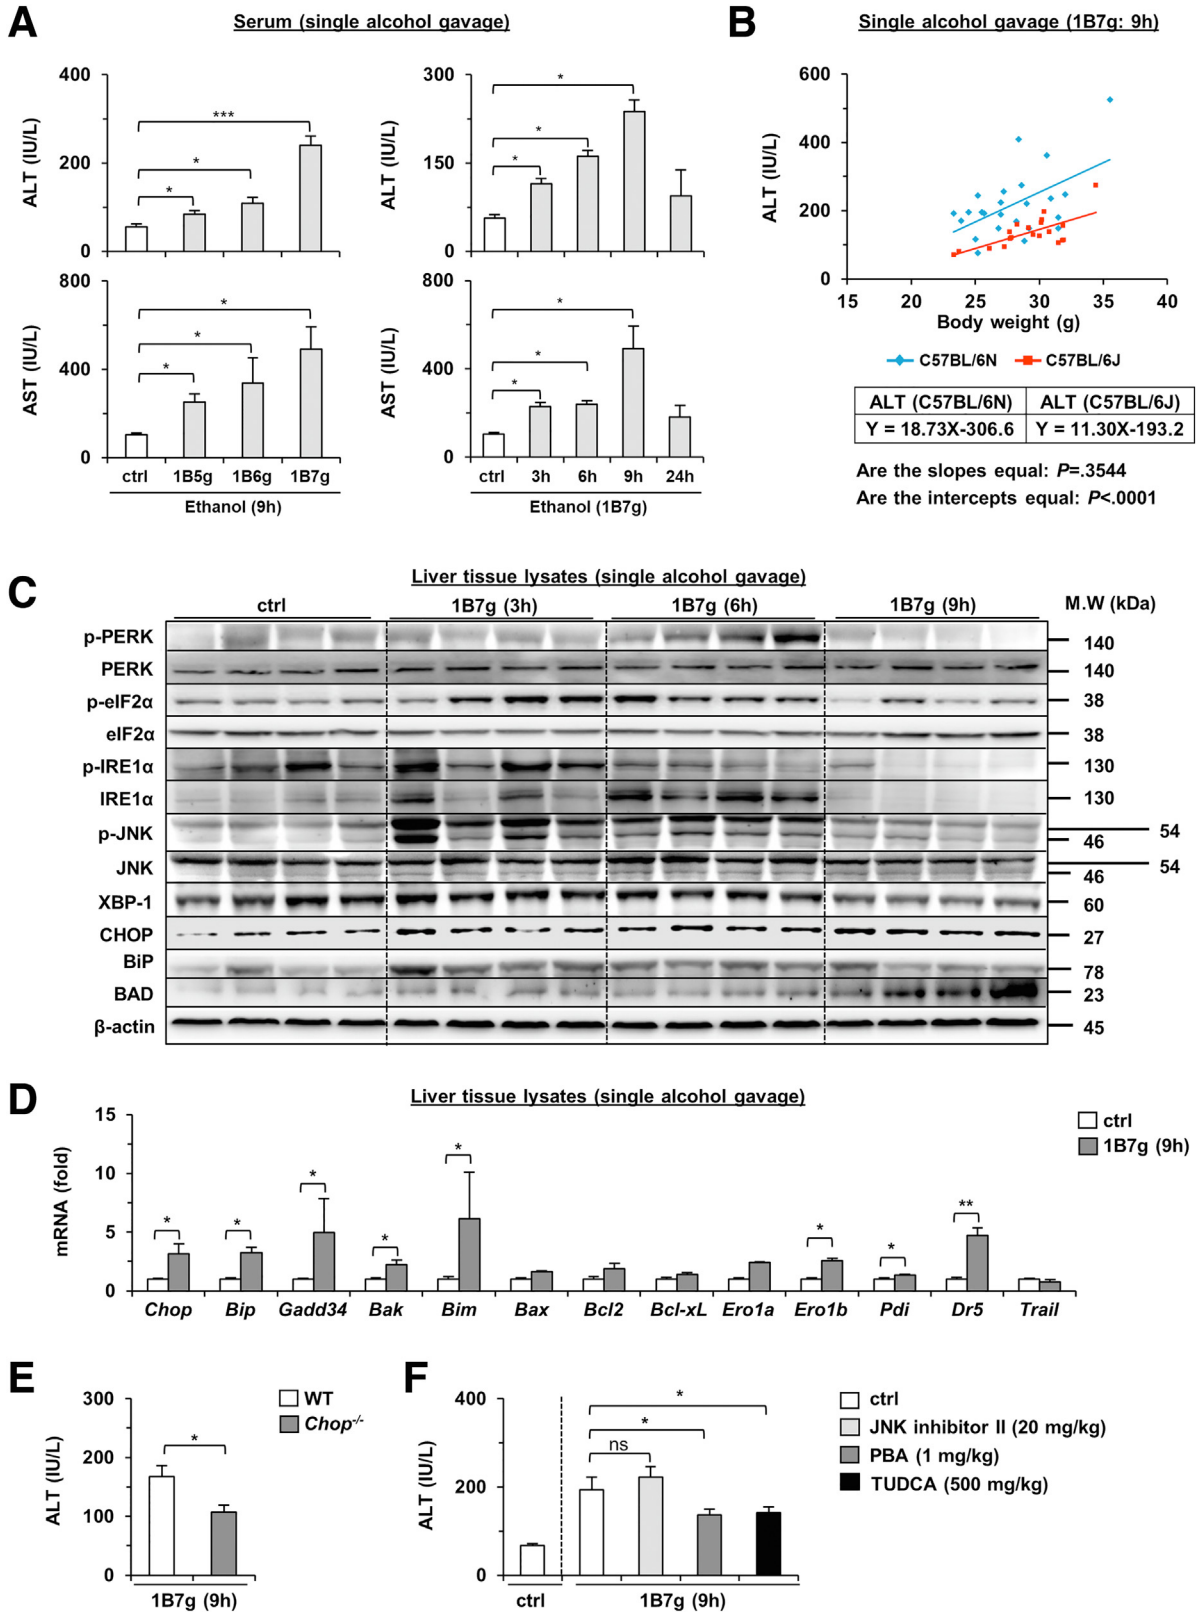 A
Serum (single alcohol gavage)
400
200
0
ALT (IU/L)
*
*
***
300
150
0
ALT (IU/L)
*
*
*
800
400
0
AST (IU/L)
*
*
*
ctrl 1B5g 1B6g 1B7g
Ethanol (9h)
800
400
0
AST (IU/L)
*
*
*
ctrl 3h 6h 9h 24h
Ethanol (1B7g)
B
Single alcohol gavage (1B7g: 9h)
600
400
200
0
ALT (IU/L)
15 20 25 30 35 40
Body weight (g)
C57BL/6N C57BL/6J
ALT (C57BL/6N) ALT (C57BL/6J)
Y = 18.73X-306.6 Y = 11.30X-193.2
Are the slopes equal: P=.3544
Are the intercepts equal: P<.0001
C
Liver tissue lysates (single alcohol gavage)
ctrl 1B7g (3h) 1B7g (6h) 1B7g (9h) M.W (kDa)
p-PERK 140
PERK 140
p-eIF2α 38
eIF2α 38
p-IRE1α 130
IRE1α 130
p-JNK 54
46
JNK 54
46
XBP-1 60
CHOP 27
BiP 78
BAD 23
β-actin 45
D
Liver tissue lysates (single alcohol gavage)
15
10
5
0
mRNA (fold)
*
*
*
*
*
*
*
**
ctrl
1B7g (9h)
Chop Bip Gadd34 Bak Bim Bax Bcl2 Bcl-xL Ero1a Ero1b Pdi Dr5 Trail
E
300
200
100
0
ALT (IU/L)
*
WT
Chop-/-
1B7g (9h)
F
400
200
0
ALT (IU/L)
*
*
ns
ctrl
1B7g (9h)
ctrl
JNK inhibitor II (20 mg/kg)
PBA (1 mg/kg)
TUDCA (500 mg/kg)